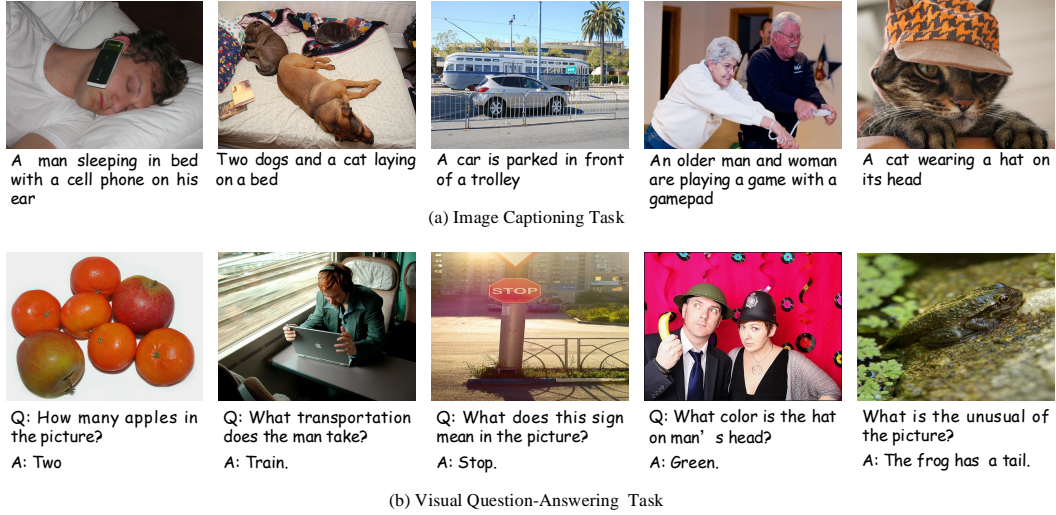 A man sleeping in bed
with a cell phone on his
ear
Two dogs and a cat laying
on a bed
A car is parked in front
of a trolley
An older man and woman
are playing a game with a
gamepad
A cat wearing a hat on
its head
(a) Image Captioning Task
STOP
Q: How many apples in
the picture?
A: Two
Q: What transportation
does the man take?
A: Train.
Q: What does this sign
mean in the picture?
A: Stop.
Q: What color is the hat
on man's head?
A: Green.
What is the unusual of
the picture?
A: The frog has a tail.
(b) Visual Question-Answering Task